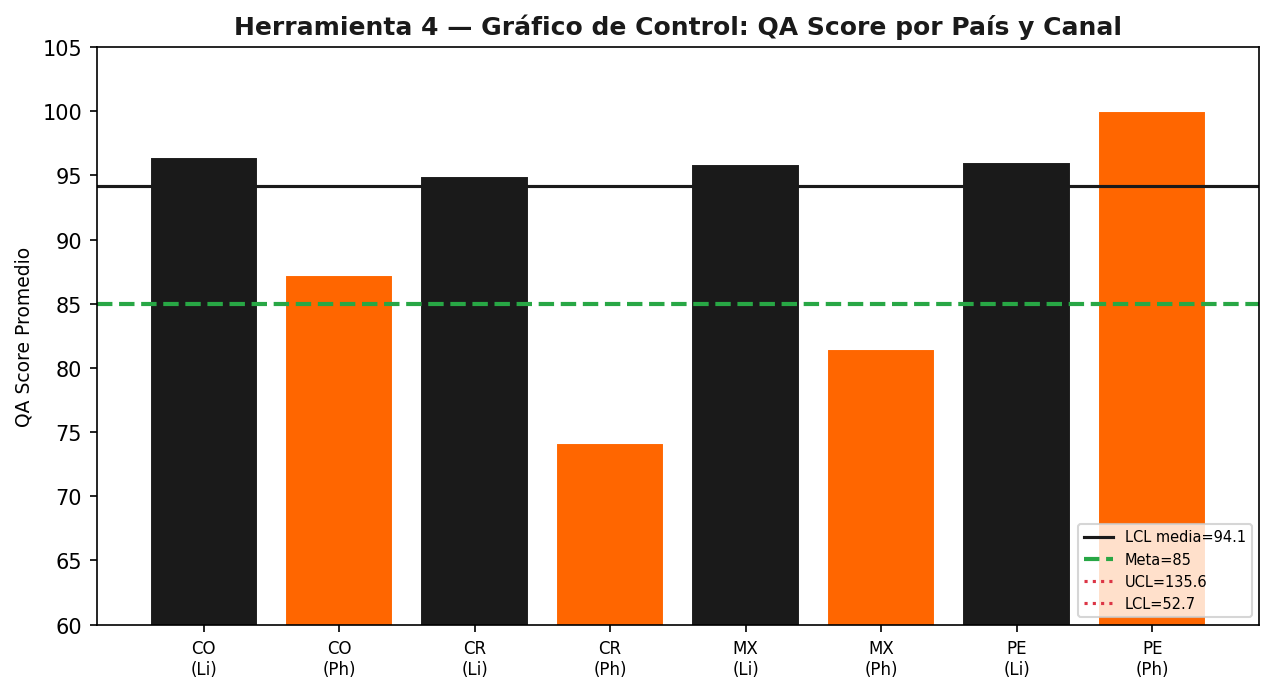 Herramienta 4 — Gráfico de Control: QA Score por País y Canal
QA Score Promedio
105
100
95
90
85
80
75
70
65
60
CO
(Li)
CO
(Ph)
CR
(Li)
CR
(Ph)
MX
(Li)
MX
(Ph)
PE
(Li)
PE
(Ph)
LCL media=94.1
Meta=85
UCL=135.6
LCL=52.7